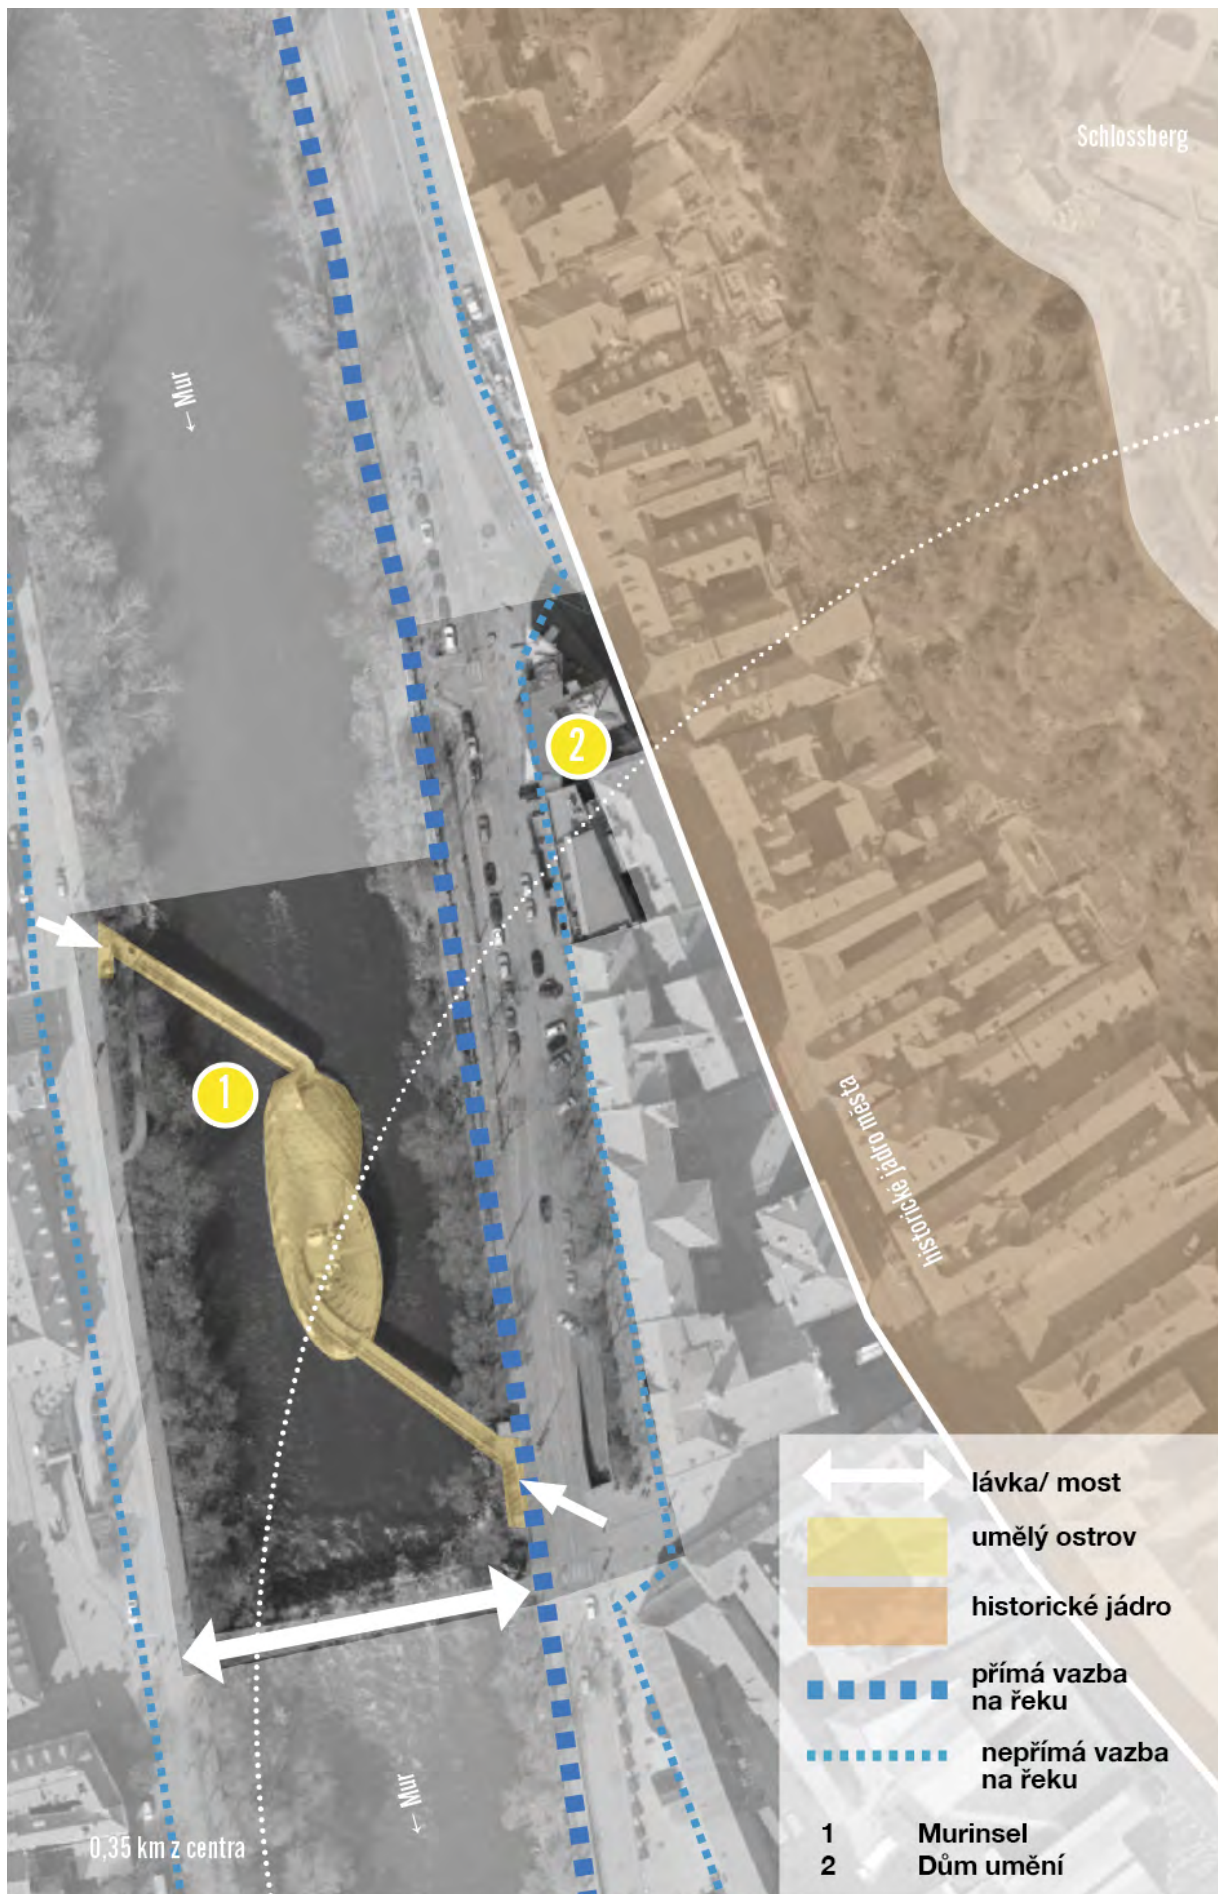 Schlossberg
← Mur
2
1
historické jádro města
lávka/ most
umělý ostrov
historické jádro
přímá vazba
na řeku
nepřímá vazba
na řeku
← Mur
0,35 km z centra
1 Murinsel
2 Dům umění